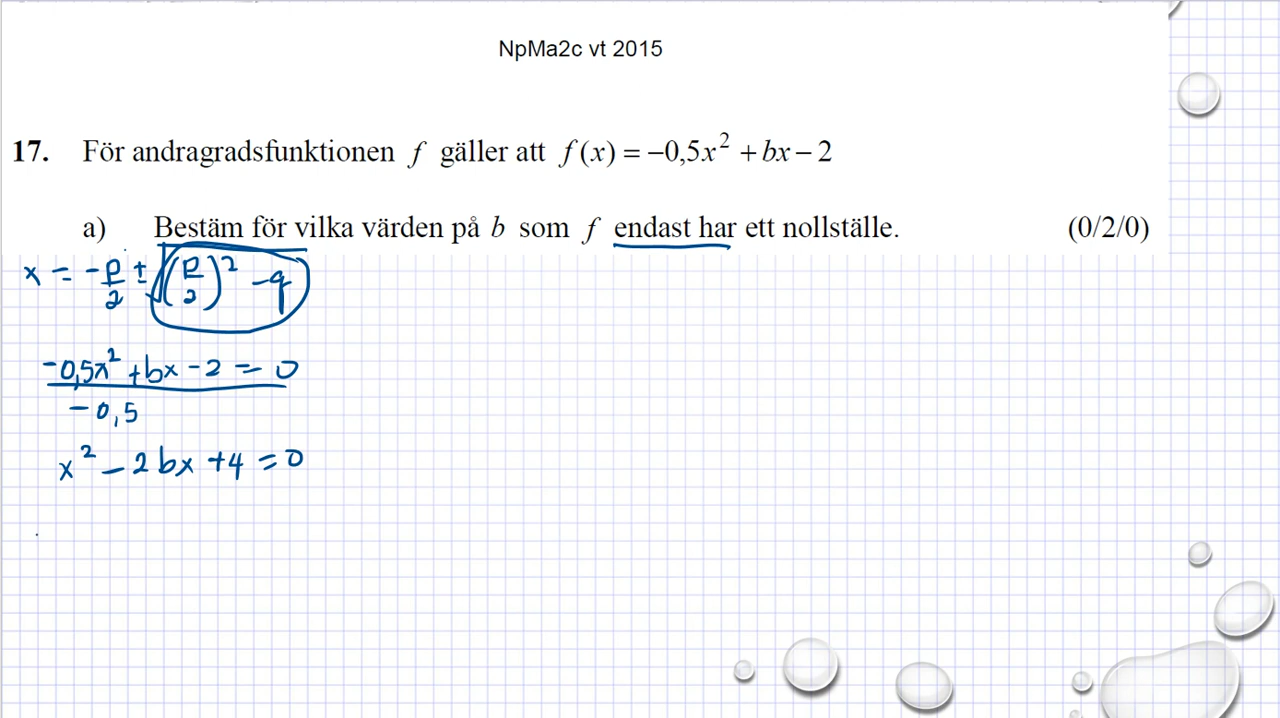 NpMa2c vt 2015
17. För andragradsfunktionen f gäller att f(x) = −0,5x² + bx − 2
a) Bestäm för vilka värden på b som f endast har ett nollställe. (0/2/0)
x = -p/2 ± √((p/2)² - q)
-0,5x² + bx - 2 = 0
-0,5
x² - 2bx + 4 = 0